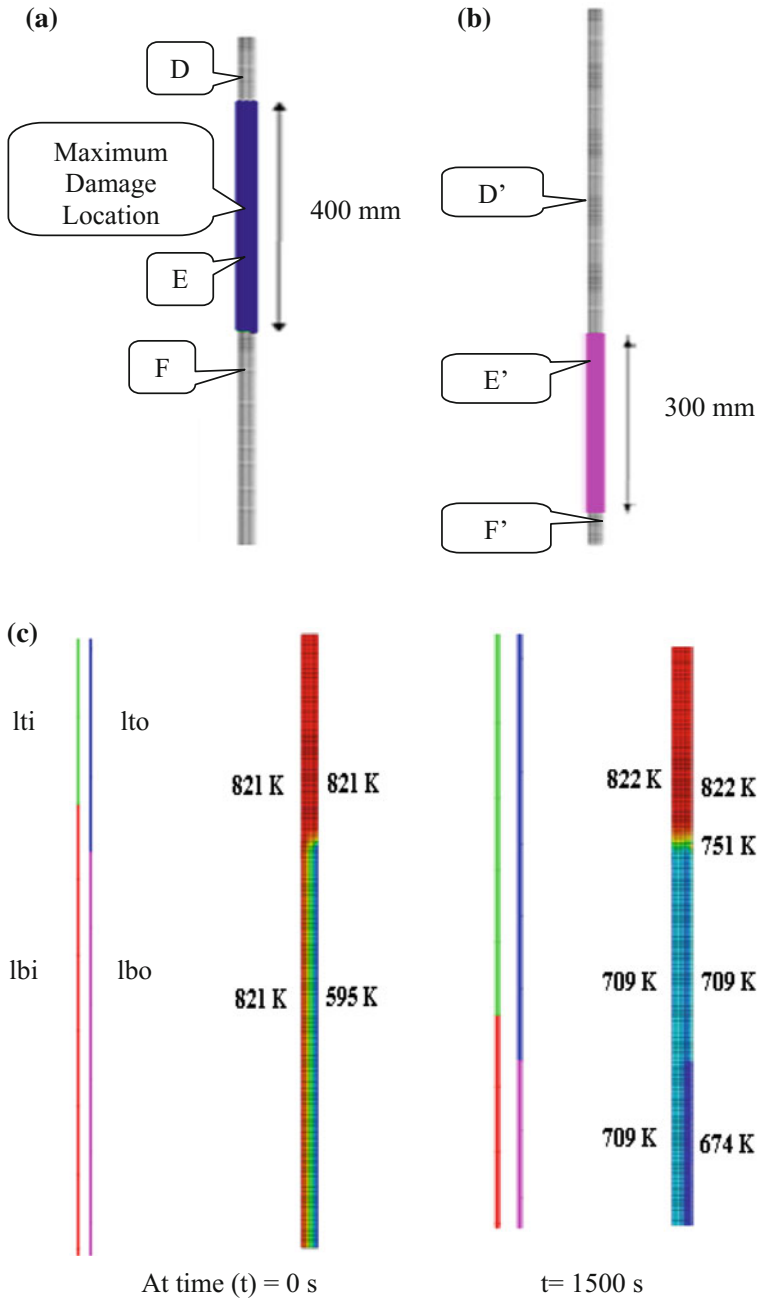 (a)
D
Maximum
Damage
Location
400 mm
E
F
(b)
D’
E’
300 mm
F’
(c)
lti
lto
821 K
821 K
lbi
lbo
821 K
595 K
822 K
822 K
751 K
709 K
709 K
709 K
674 K
At time (t) = 0 s
t= 1500 s